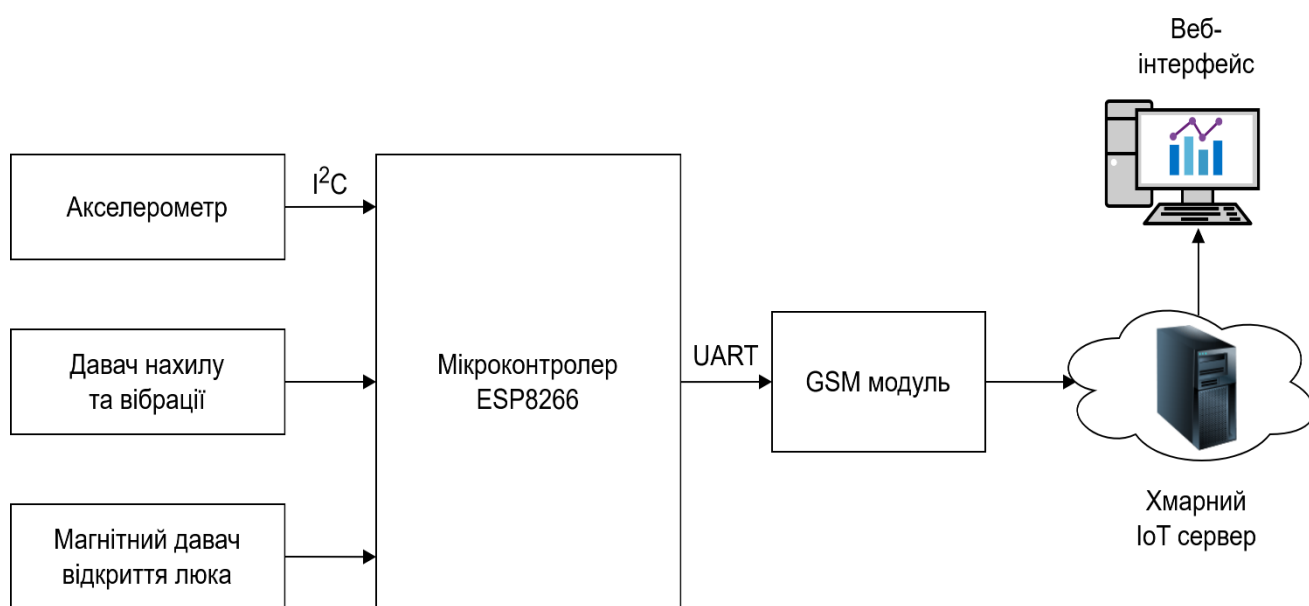 Веб-
інтерфейс
I²C
Акселерометр
Давач нахилу
та вібрації
Мікроконтролер
ESP8266
UART
GSM модуль
Магнітний давач
відкриття люка
Хмарний
IoT сервер